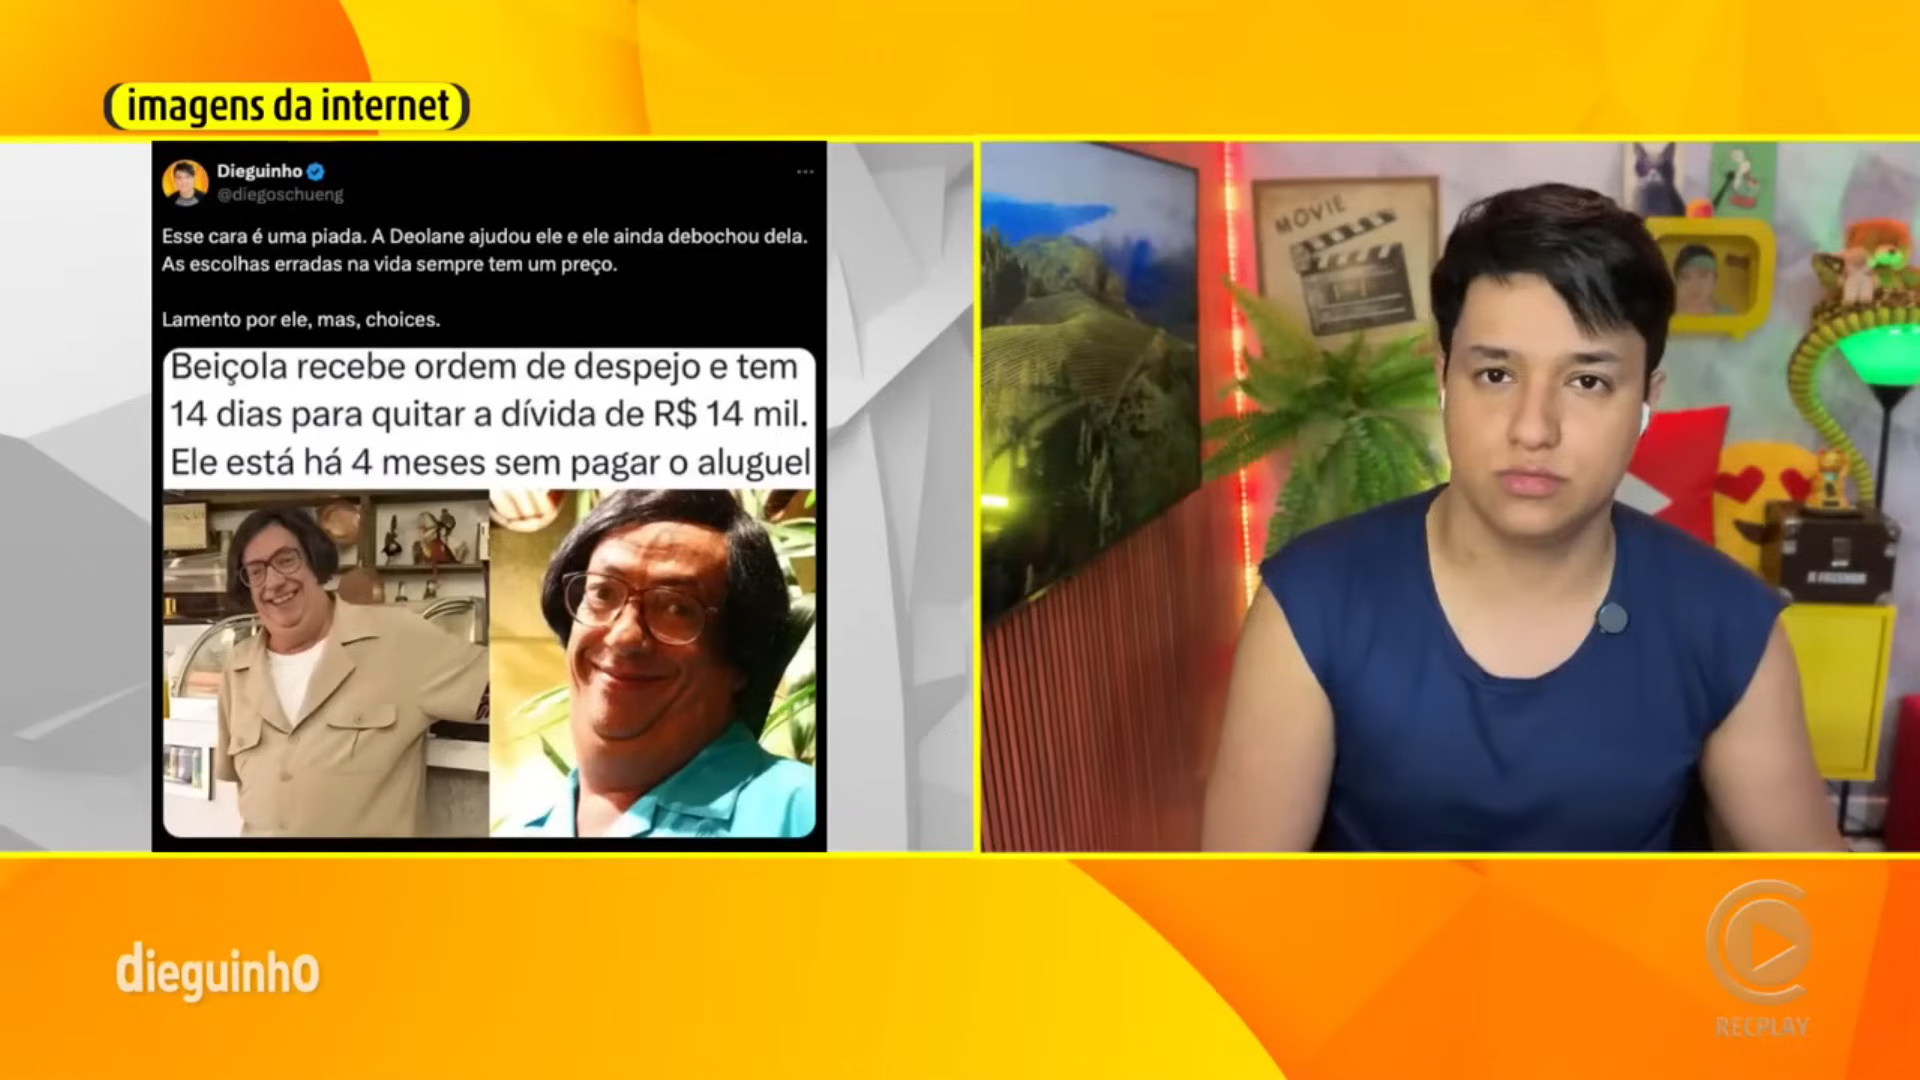 imagens da internet
Dieguinho
@diegoschueng
Esse cara é uma piada. A Deolane ajudou ele e ele ainda debochou dela.
As escolhas erradas na vida sempre tem um preço.
Lamento por ele, mas, choices.
Beiçola recebe ordem de despejo e tem
14 dias para quitar a dívida de R$ 14 mil.
Ele está há 4 meses sem pagar o aluguel
MOVIE
A FAZENDA
dieguinho
RECPLAY